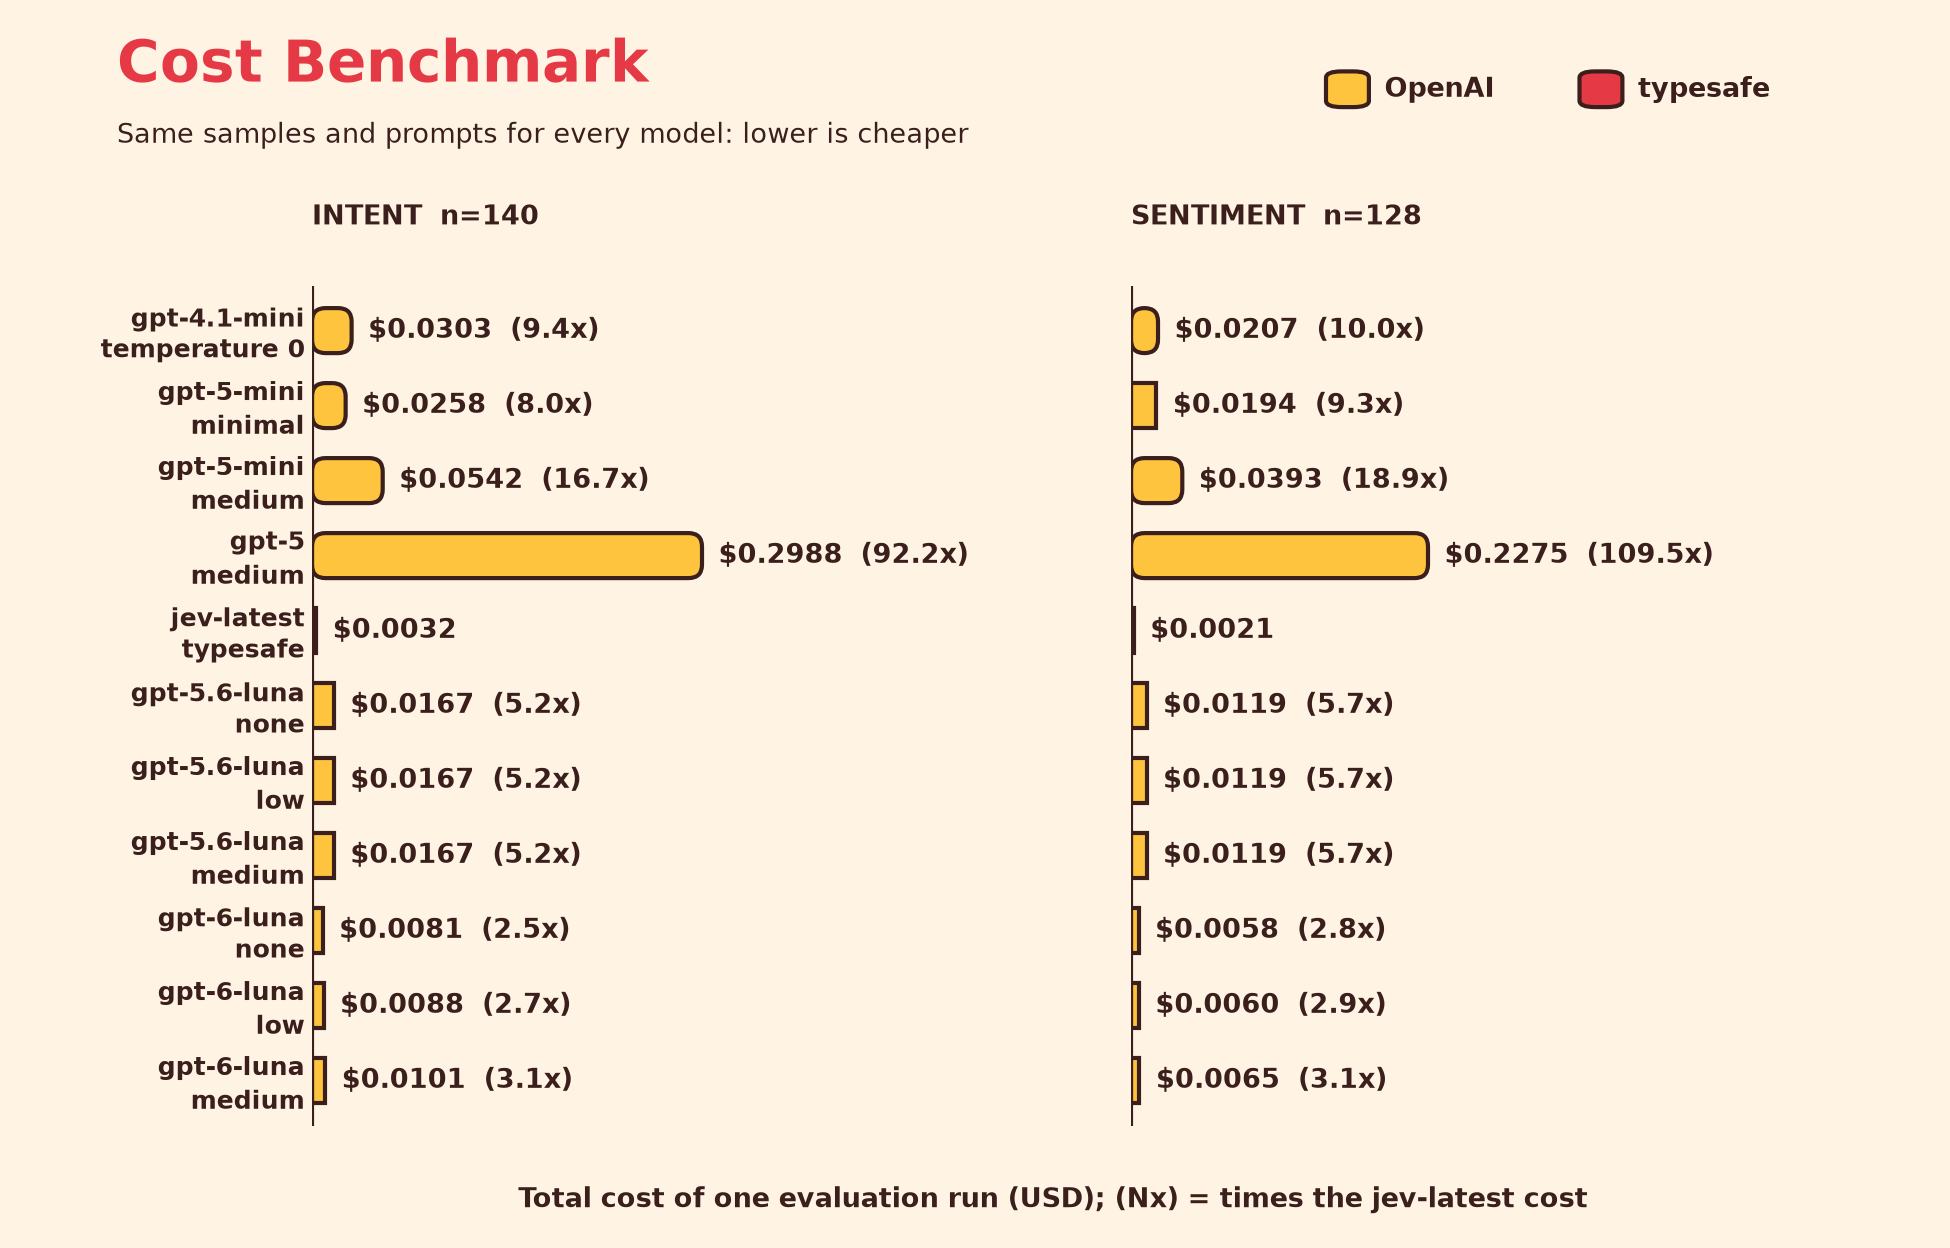 Cost Benchmark
OpenAI
typesafe
Same samples and prompts for every model: lower is cheaper
INTENT  n=140
SENTIMENT  n=128
gpt-4.1-mini
temperature 0
$0.0303  (9.4x)
$0.0207  (10.0x)
gpt-5-mini
minimal
$0.0258  (8.0x)
$0.0194  (9.3x)
gpt-5-mini
medium
$0.0542  (16.7x)
$0.0393  (18.9x)
gpt-5
medium
$0.2988  (92.2x)
$0.2275  (109.5x)
jev-latest
typesafe
$0.0032
$0.0021
gpt-5.6-luna
none
$0.0167  (5.2x)
$0.0119  (5.7x)
gpt-5.6-luna
low
$0.0167  (5.2x)
$0.0119  (5.7x)
gpt-5.6-luna
medium
$0.0167  (5.2x)
$0.0119  (5.7x)
gpt-6-luna
none
$0.0081  (2.5x)
$0.0058  (2.8x)
gpt-6-luna
low
$0.0088  (2.7x)
$0.0060  (2.9x)
gpt-6-luna
medium
$0.0101  (3.1x)
$0.0065  (3.1x)
Total cost of one evaluation run (USD); (Nx) = times the jev-latest cost